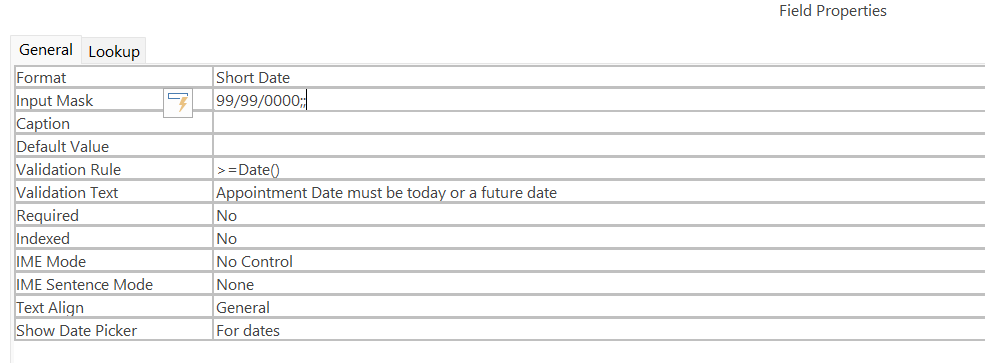 Field Properties
General Lookup
Format Short Date
Input Mask 99/99/0000;;
Caption
Default Value
Validation Rule >=Date()
Validation Text Appointment Date must be today or a future date
Required No
Indexed No
IME Mode No Control
IME Sentence Mode None
Text Align General
Show Date Picker For dates